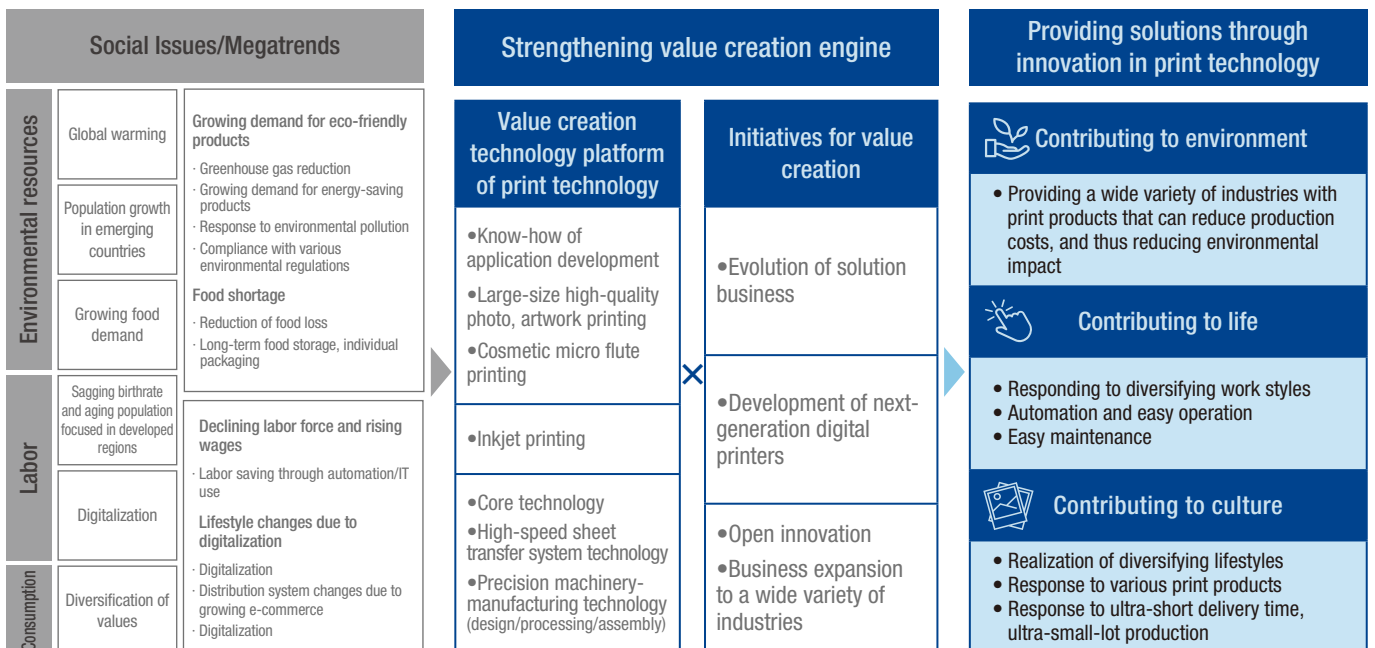 Social Issues/Megatrends
Environmental resources
Global warming
Population growth
in emerging
countries
Growing food
demand
Labor
Sagging birthrate
and aging population
focused in developed
regions
Digitalization
Consumption
Diversification of
values
Growing demand for eco-friendly
products
· Greenhouse gas reduction
· Growing demand for energy-saving
products
· Response to environmental pollution
· Compliance with various
environmental regulations
Food shortage
· Reduction of food loss
· Long-term food storage, individual
packaging
Declining labor force and rising
wages
· Labor saving through automation/IT
use
Lifestyle changes due to
digitalization
· Digitalization
· Distribution system changes due to
growing e-commerce
· Digitalization
Strengthening value creation engine
Value creation
technology platform
of print technology
•Know-how of
application development
•Large-size high-quality
photo, artwork printing
•Cosmetic micro flute
printing
•Inkjet printing
•Core technology
•High-speed sheet
transfer system technology
•Precision machinery-
manufacturing technology
(design/processing/assembly)
×
Initiatives for value
creation
•Evolution of solution
business
•Development of next-
generation digital
printers
•Open innovation
•Business expansion
to a wide variety of
industries
Providing solutions through
innovation in print technology
Contributing to environment
• Providing a wide variety of industries with
print products that can reduce production
costs, and thus reducing environmental
impact
Contributing to life
• Responding to diversifying work styles
• Automation and easy operation
• Easy maintenance
Contributing to culture
• Realization of diversifying lifestyles
• Response to various print products
• Response to ultra-short delivery time,
ultra-small-lot production